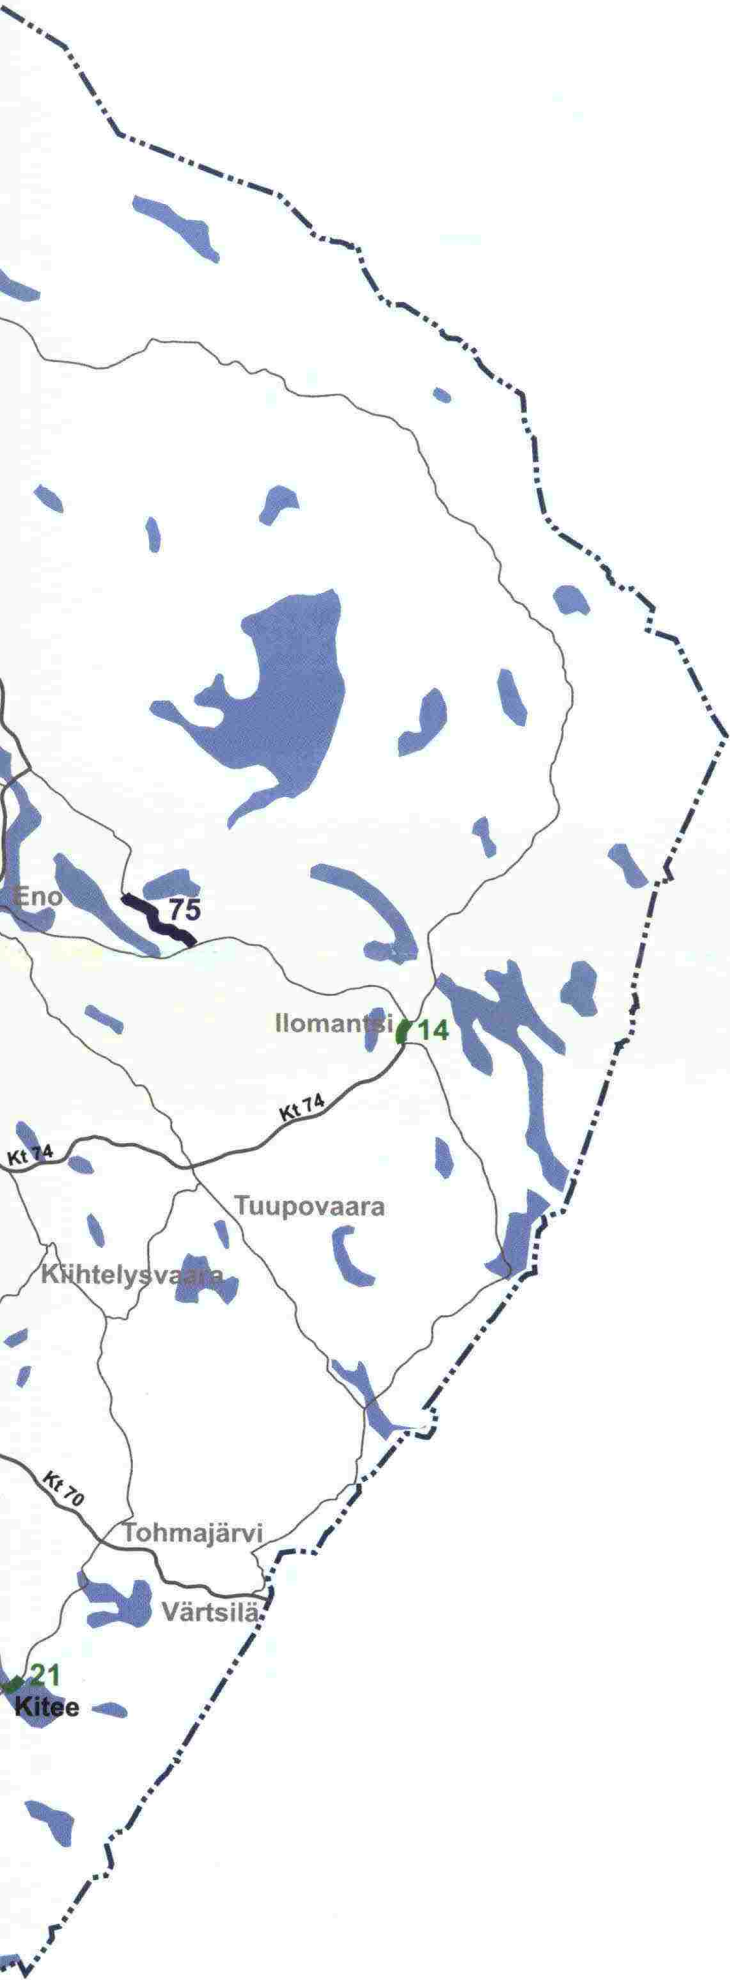 Eno
75
Ilomantsi
14
Kt 74
Kt 74
Tuupovaara
Kiihtelysvaara
Kt 70
Tohmajärvi
Värtsilä
21
Kitee